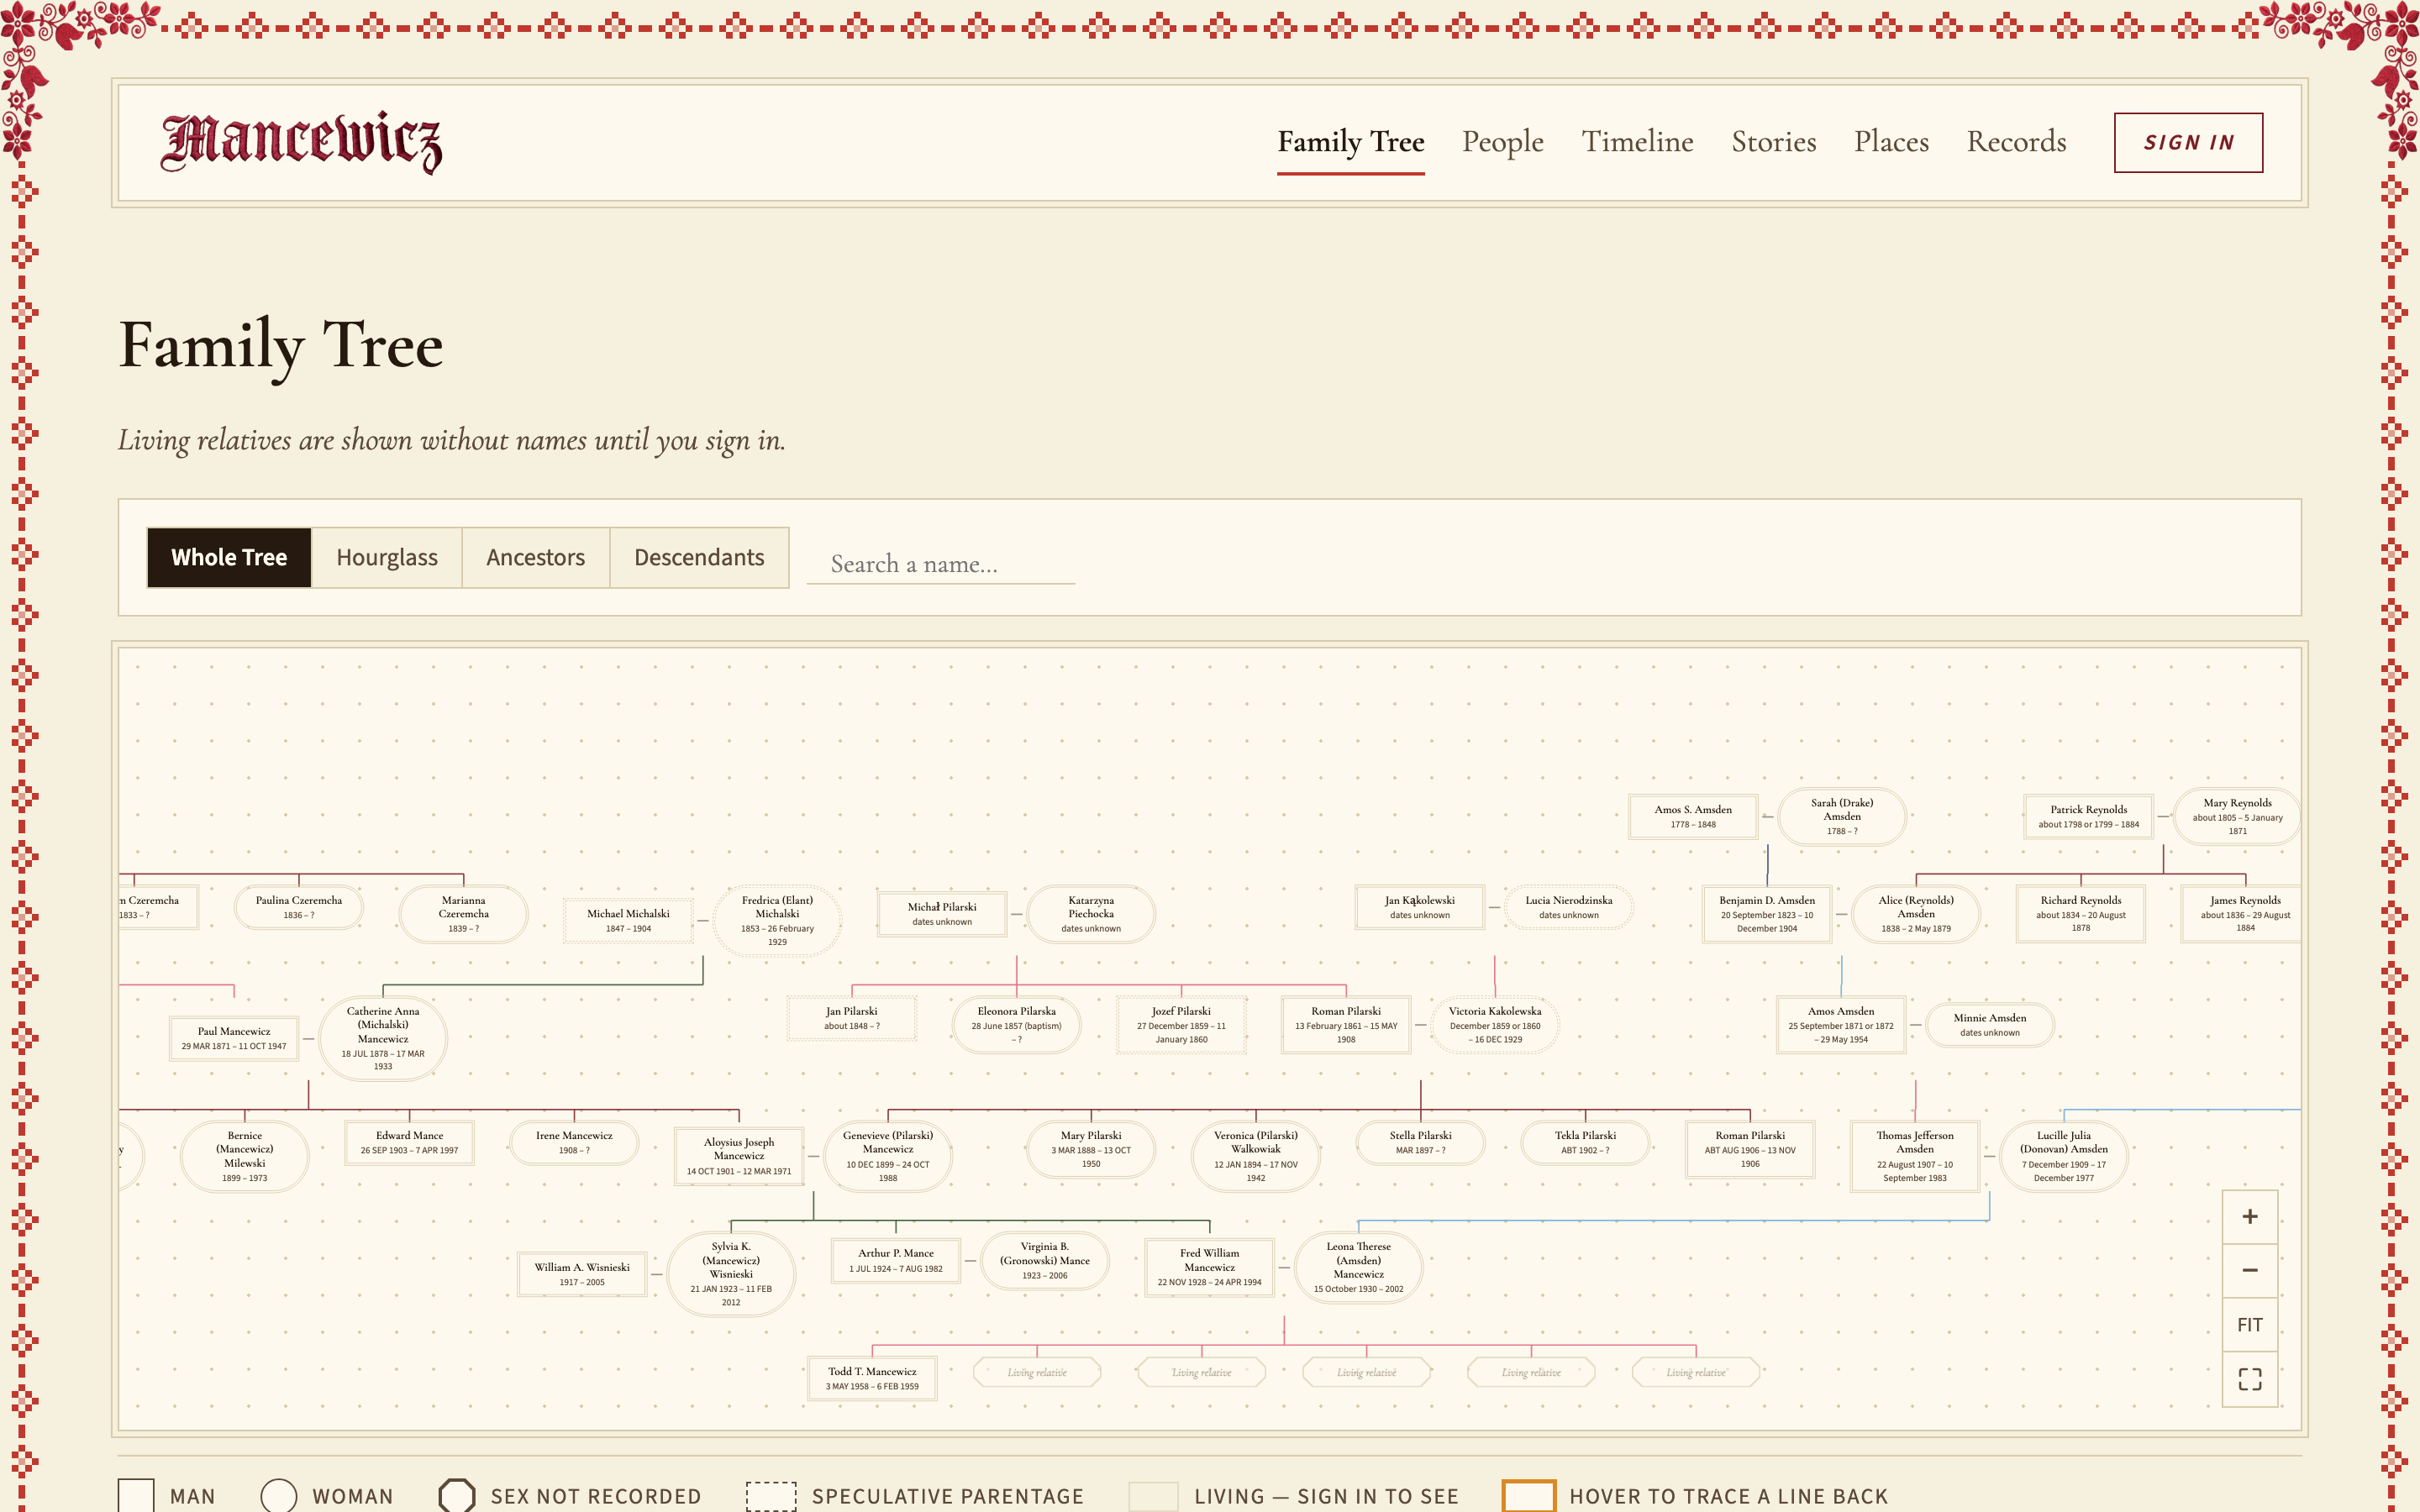 Mancewicz
Family Tree People Timeline Stories Places Records SIGN IN
Family Tree
Living relatives are shown without names until you sign in.
Whole Tree Hourglass Ancestors Descendants Search a name...
Amos S. Amsden
1778 – 1848
Sarah (Drake)
Amsden
1788 – ?
Patrick Reynolds
about 1798 or 1799 – 1884
Mary Reynolds
about 1805 – 5 January
1871
m Czeremcha
1833 – ?
Paulina Czeremcha
1836 – ?
Marianna
Czeremcha
1839 – ?
Michael Michalski
1847 – 1904
Fredrica (Elant)
Michalski
1853 – 26 February
1929
Michał Pilarski
dates unknown
Katarzyna
Piechocka
dates unknown
Jan Kąkolewski
dates unknown
Lucia Nierodzinska
dates unknown
Benjamin D. Amsden
20 September 1823 – 10
December 1904
Alice (Reynolds)
Amsden
1838 – 2 May 1879
Richard Reynolds
about 1834 – 20 August
1878
James Reynolds
about 1836 – 29 August
1884
Paul Mancewicz
29 MAR 1871 – 11 OCT 1947
Catherine Anna
(Michalski)
Mancewicz
18 JUL 1878 – 17 MAR
1933
Jan Pilarski
about 1848 – ?
Eleonora Pilarska
28 June 1857 (baptism)
– ?
Jozef Pilarski
27 December 1859 – 11
January 1860
Roman Pilarski
13 February 1861 – 15 MAY
1908
Victoria Kakolewska
December 1859 or 1860
– 16 DEC 1929
Amos Amsden
25 September 1871 or 1872
– 29 May 1954
Minnie Amsden
dates unknown
y
.
Bernice
(Mancewicz)
Milewski
1899 – 1973
Edward Mance
26 SEP 1903 – 7 APR 1997
Irene Mancewicz
1908 – ?
Aloysius Joseph
Mancewicz
14 OCT 1901 – 12 MAR 1971
Genevieve (Pilarski)
Mancewicz
10 DEC 1899 – 24 OCT
1988
Mary Pilarski
3 MAR 1888 – 13 OCT
1950
Veronica (Pilarski)
Walkowiak
12 JAN 1894 – 17 NOV
1942
Stella Pilarski
MAR 1897 – ?
Tekla Pilarski
ABT 1902 – ?
Roman Pilarski
ABT AUG 1906 – 13 NOV
1906
Thomas Jefferson
Amsden
22 August 1907 – 10
September 1983
Lucille Julia
(Donovan) Amsden
7 December 1909 – 17
December 1977
William A. Wisnieski
1917 – 2005
Sylvia K.
(Mancewicz)
Wisnieski
21 JAN 1923 – 11 FEB
2012
Arthur P. Mance
1 JUL 1924 – 7 AUG 1982
Virginia B.
(Gronowski) Mance
1923 – 2006
Fred William
Mancewicz
22 NOV 1928 – 24 APR 1994
Leona Therese
(Amsden)
Mancewicz
15 October 1930 – 2002
Todd T. Mancewicz
3 MAY 1958 – 6 FEB 1959
Living relative
Living relative
Living relative
Living relative
Living relative
+
−
FIT
MAN WOMAN SEX NOT RECORDED SPECULATIVE PARENTAGE LIVING — SIGN IN TO SEE HOVER TO TRACE A LINE BACK